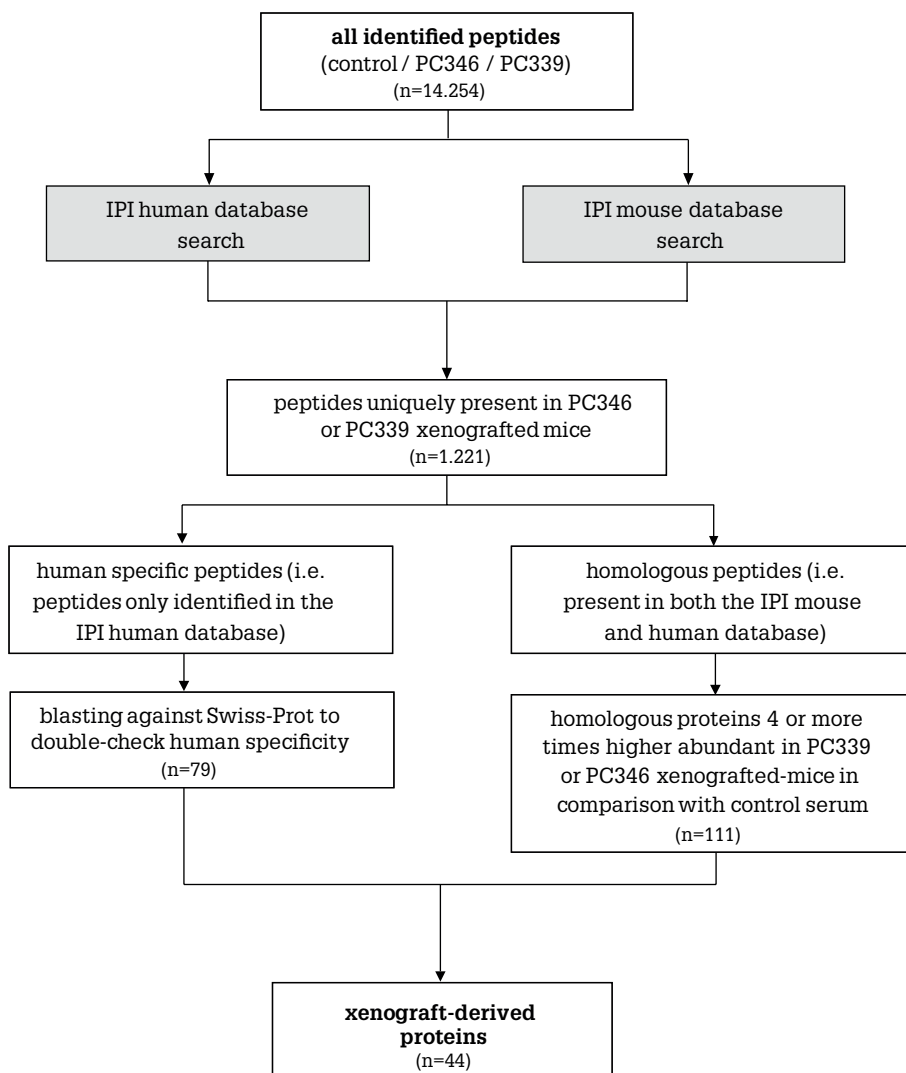 all identified peptides
(control / PC346 / PC339)
(n=14.254)
IPI human database
search
IPI mouse database
search
peptides uniquely present in PC346
or PC339 xenografted mice
(n=1.221)
human specific peptides (i.e.
peptides only identified in the
IPI human database)
homologous peptides (i.e.
present in both the IPI mouse
and human database)
blasting against Swiss-Prot to
double-check human specificity
(n=79)
homologous proteins 4 or more
times higher abundant in PC339
or PC346 xenografted-mice in
comparison with control serum
(n=111)
xenograft-derived
proteins
(n=44)